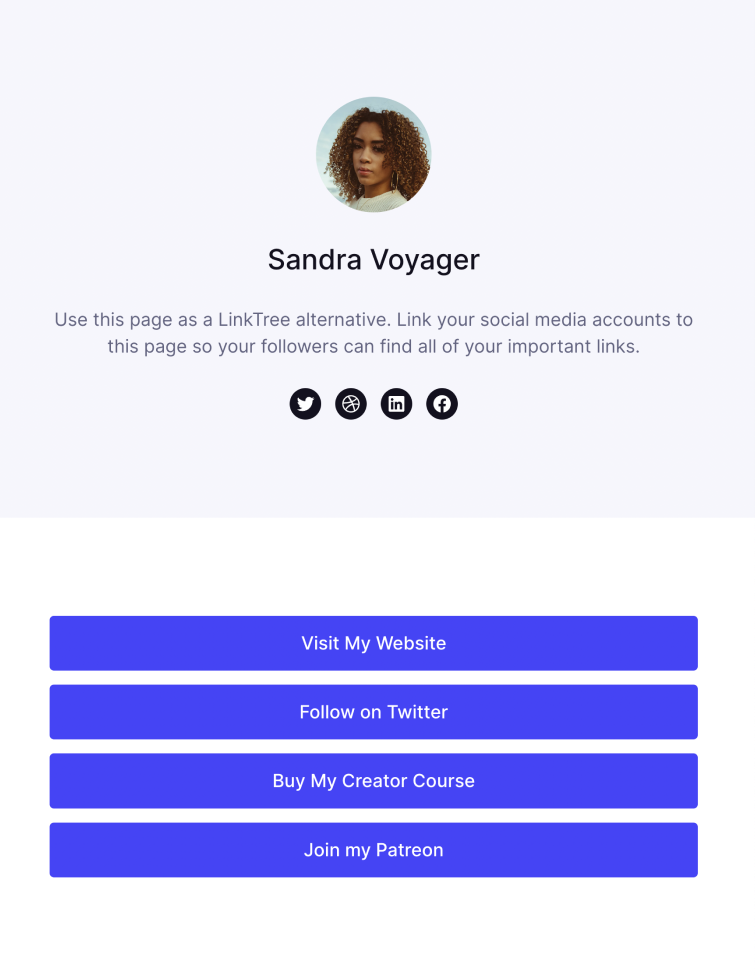 Sandra Voyager
Use this page as a LinkTree alternative. Link your social media accounts to
this page so your followers can find all of your important links.
Visit My Website
Follow on Twitter
Buy My Creator Course
Join my Patreon